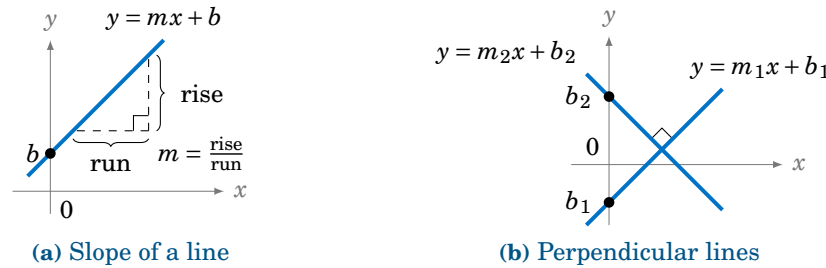 y
y = mx + b
rise
b
run
m = rise/run
x
0
(a) Slope of a line
y
y = m₂x + b₂
y = m₁x + b₁
b₂
0
x
b₁
(b) Perpendicular lines